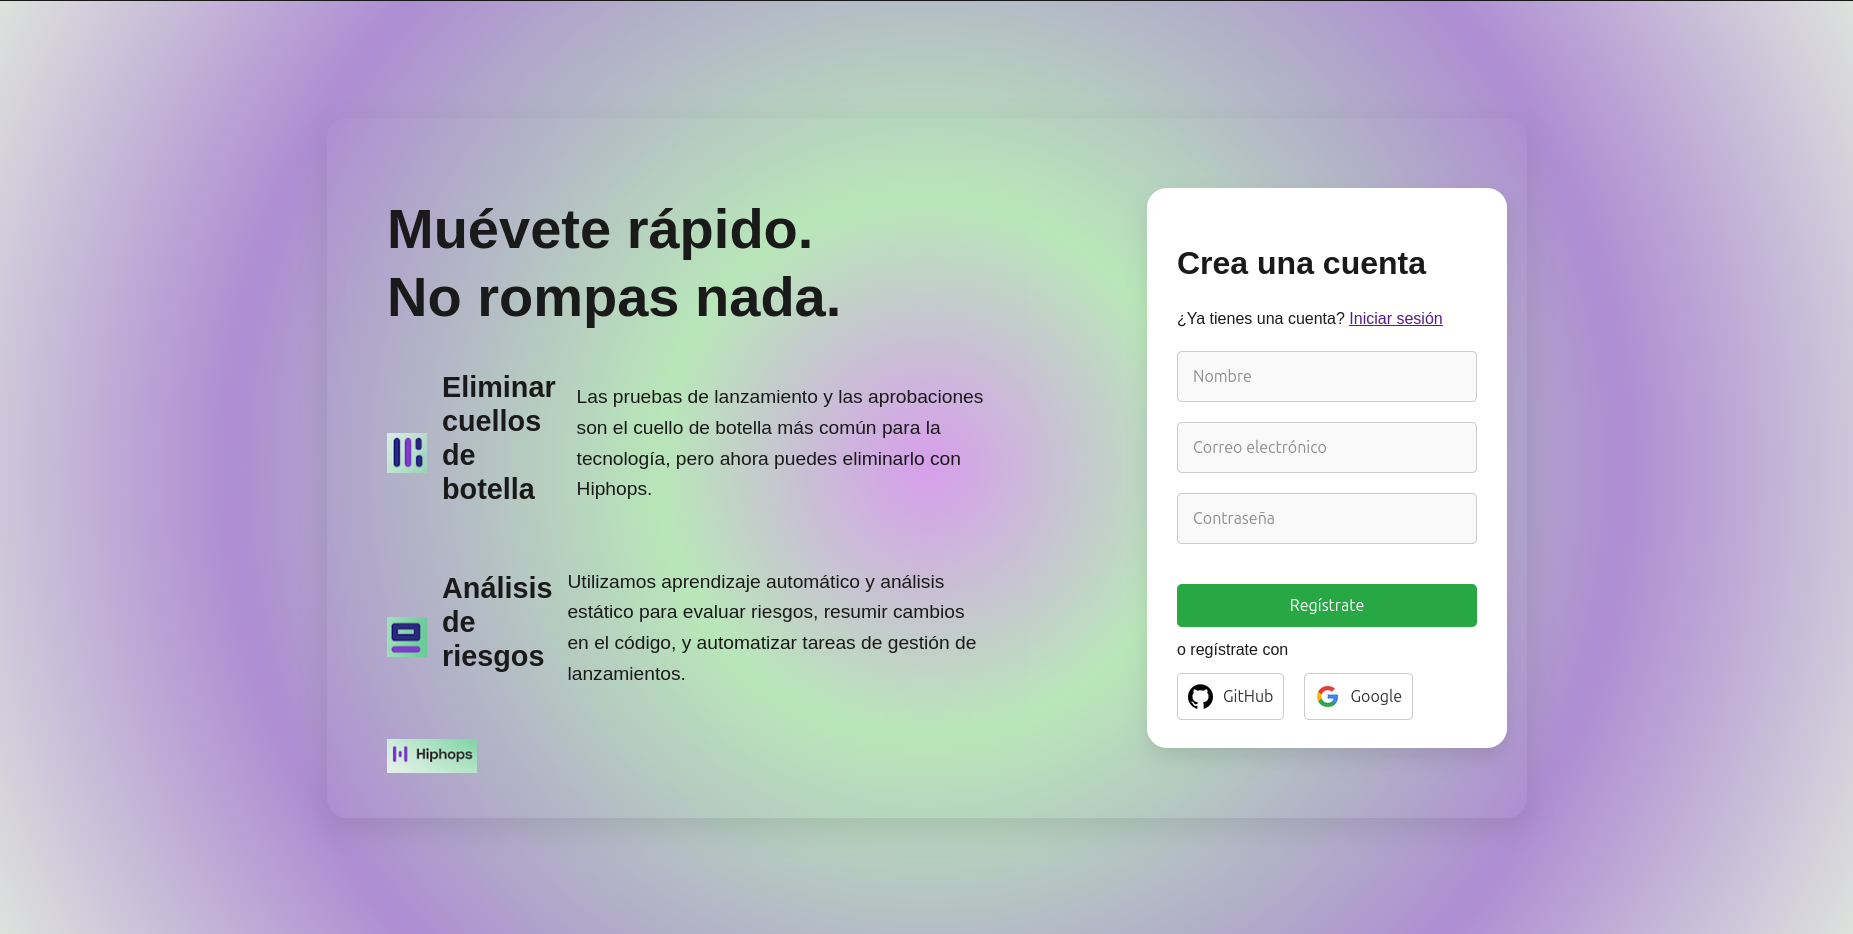 Muévete rápido.
No rompas nada.
Eliminar
cuellos
de
botella
Las pruebas de lanzamiento y las aprobaciones
son el cuello de botella más común para la
tecnología, pero ahora puedes eliminarlo con
Hiphops.
Análisis
de
riesgos
Utilizamos aprendizaje automático y análisis
estático para evaluar riesgos, resumir cambios
en el código, y automatizar tareas de gestión de
lanzamientos.
Hiphops
Crea una cuenta
¿Ya tienes una cuenta? Iniciar sesión
Nombre
Correo electrónico
Contraseña
Regístrate
o regístrate con
GitHub Google